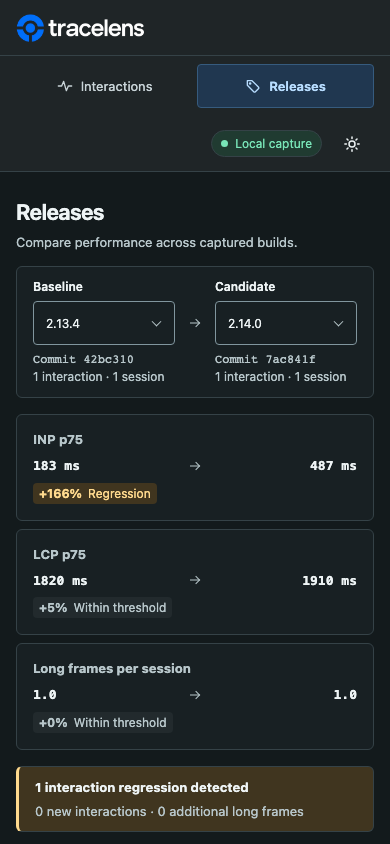 tracelens
Interactions
Releases
Local capture
Releases
Compare performance across captured builds.
Baseline
Candidate
2.13.4
→
2.14.0
Commit 42bc310
Commit 7ac841f
1 interaction · 1 session
1 interaction · 1 session
INP p75
183 ms → 487 ms
+166% Regression
LCP p75
1820 ms → 1910 ms
+5% Within threshold
Long frames per session
1.0 → 1.0
+0% Within threshold
1 interaction regression detected
0 new interactions · 0 additional long frames